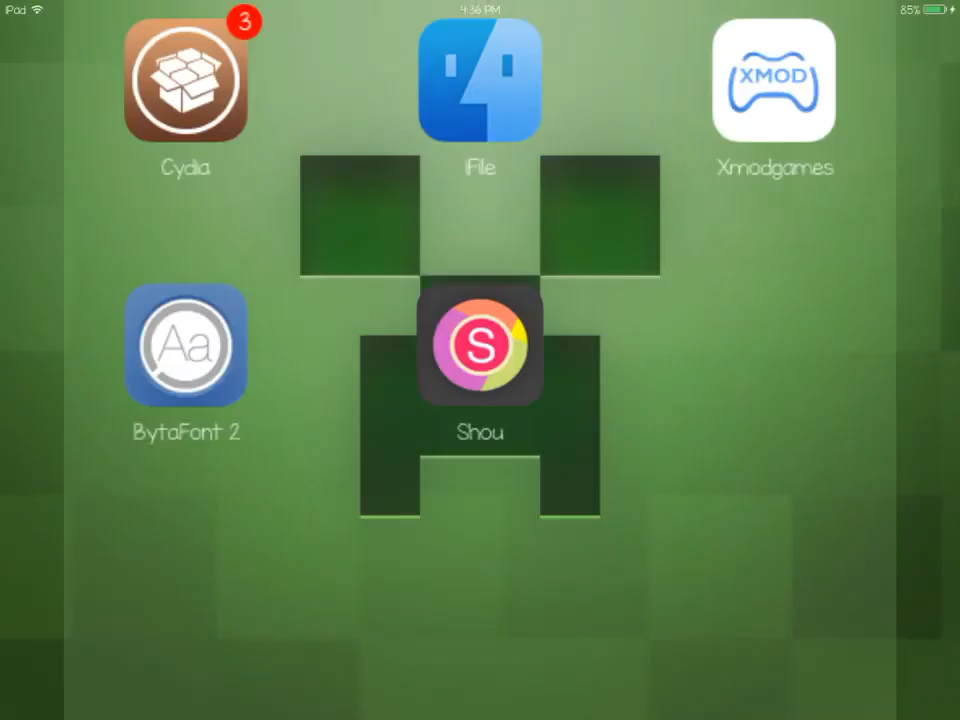 iPad
4:36 PM
85%
3
XMOD
Cydia
iFile
Xmodgames
Aa
S
BytaFont 2
Shou